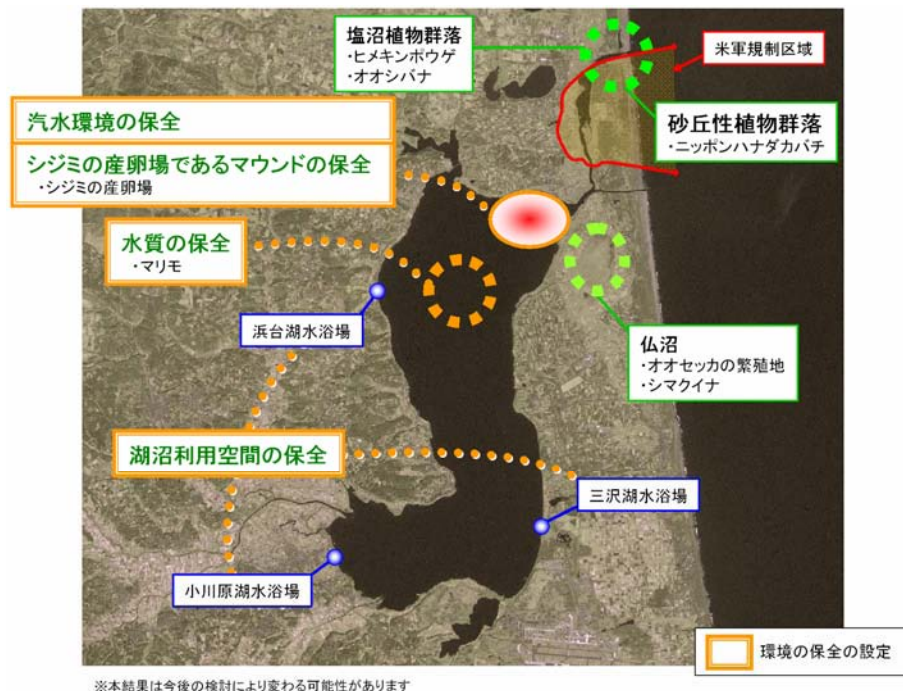 塩沼植物群落
・ヒメキンポウゲ
・オオシバナ
米軍規制区域
汽水環境の保全
シジミの産卵場であるマウンドの保全
・シジミの産卵場
砂丘性植物群落
・ニッポンハナダカバチ
水質の保全
・マリモ
浜台湖水浴場
仏沼
・オオセッカの繁殖地
・シマクイナ
湖沼利用空間の保全
三沢湖水浴場
小川原湖水浴場
環境の保全の設定
※本結果は今後の検討により変わる可能性があります